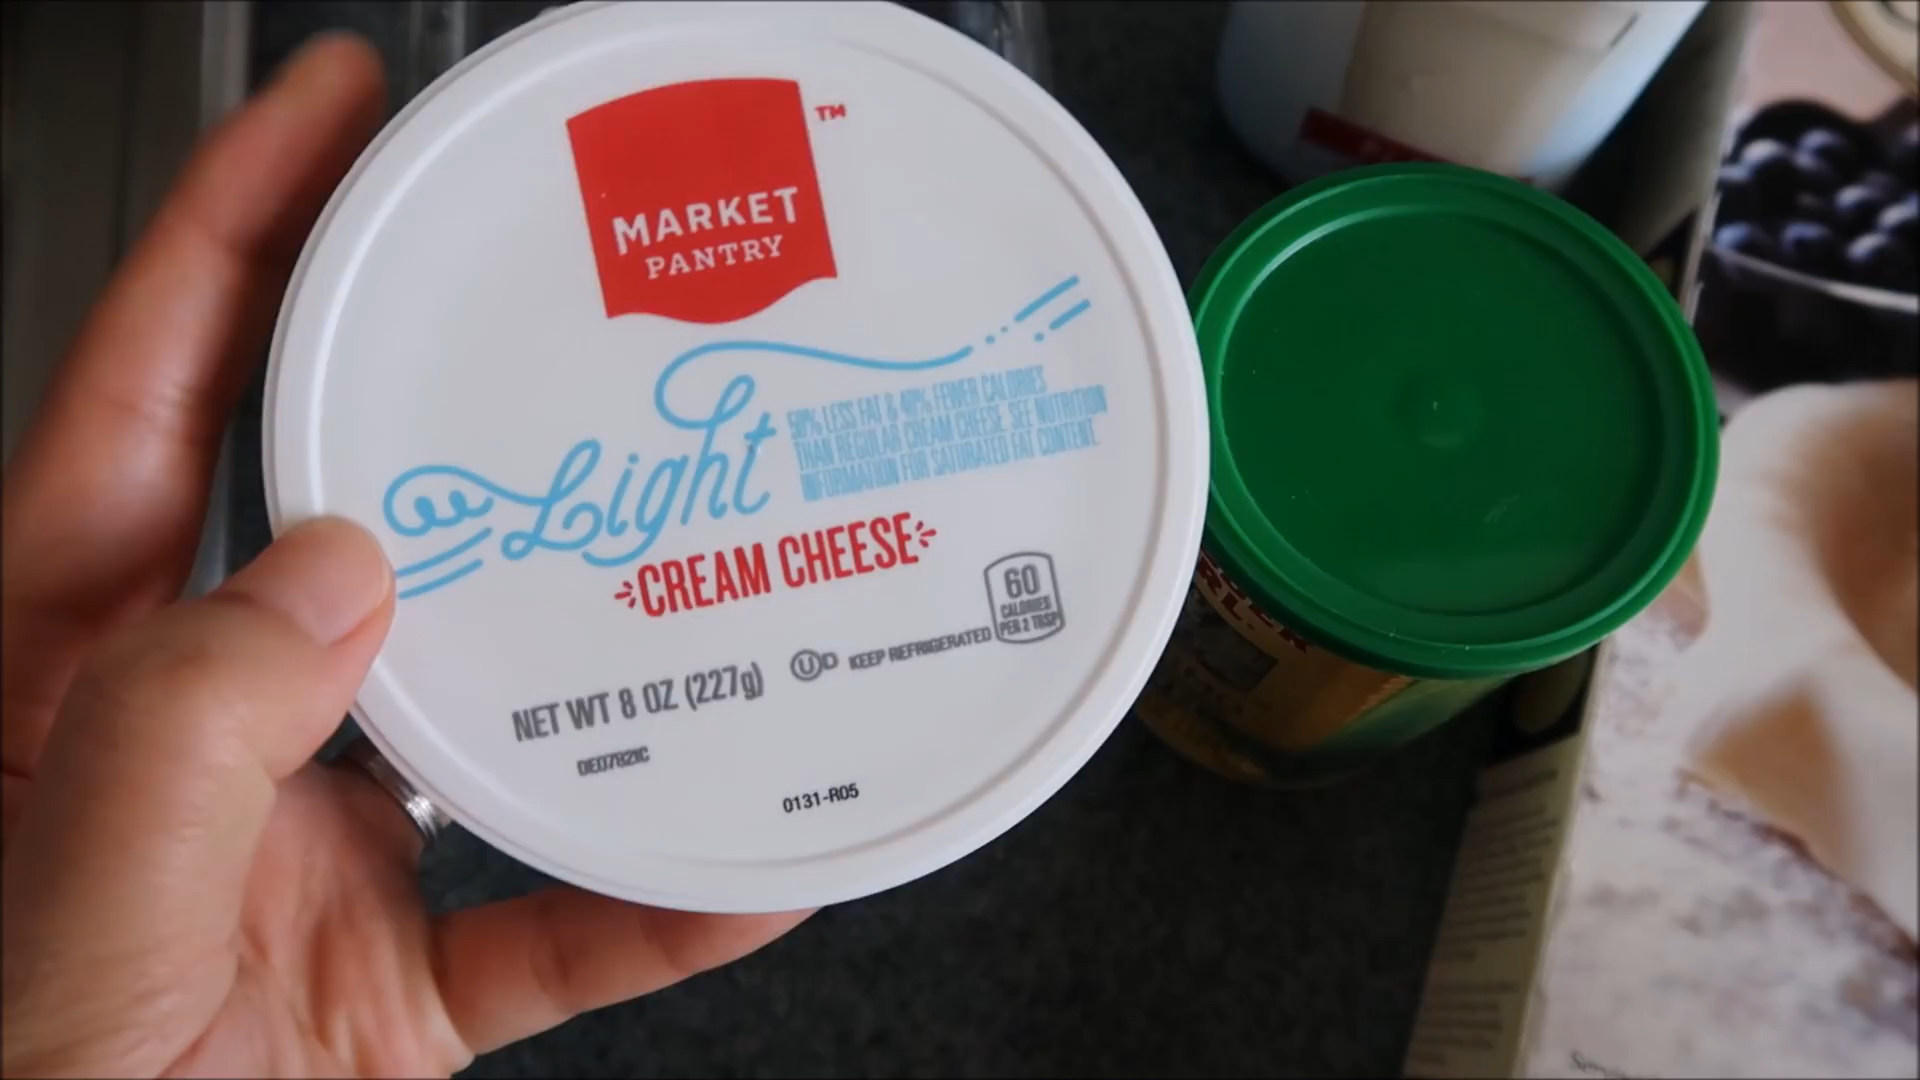 MARKET
PANTRY
TM
Light
50% LESS FAT & 40% FEWER CALORIES
THAN REGULAR CREAM CHEESE. SEE NUTRITION
INFORMATION FOR SATURATED FAT CONTENT.
CREAM CHEESE
60
CALORIES
PER 2 TBSP
U D KEEP REFRIGERATED
NET WT 8 OZ (227g)
0131-R05